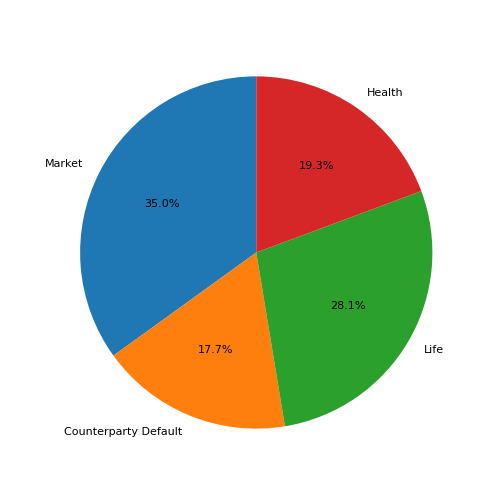 Health
19.3%
Market
35.0%
28.1%
17.7%
Life
Counterparty Default